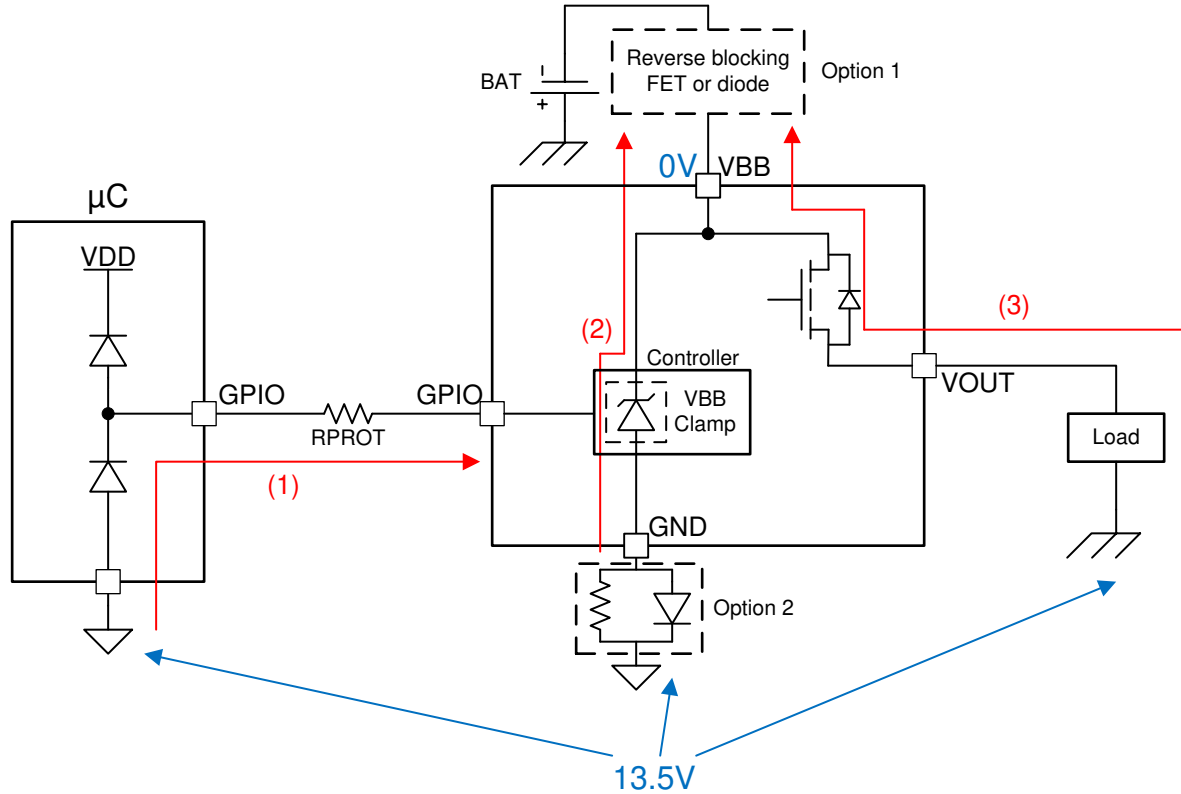 Reverse blocking
FET or diode
Option 1
BAT
-
+
0V
VBB
µC
VDD
(2)
(3)
Controller
VBB
Clamp
GPIO
GPIO
RPROT
VOUT
Load
(1)
GND
Option 2
13.5V